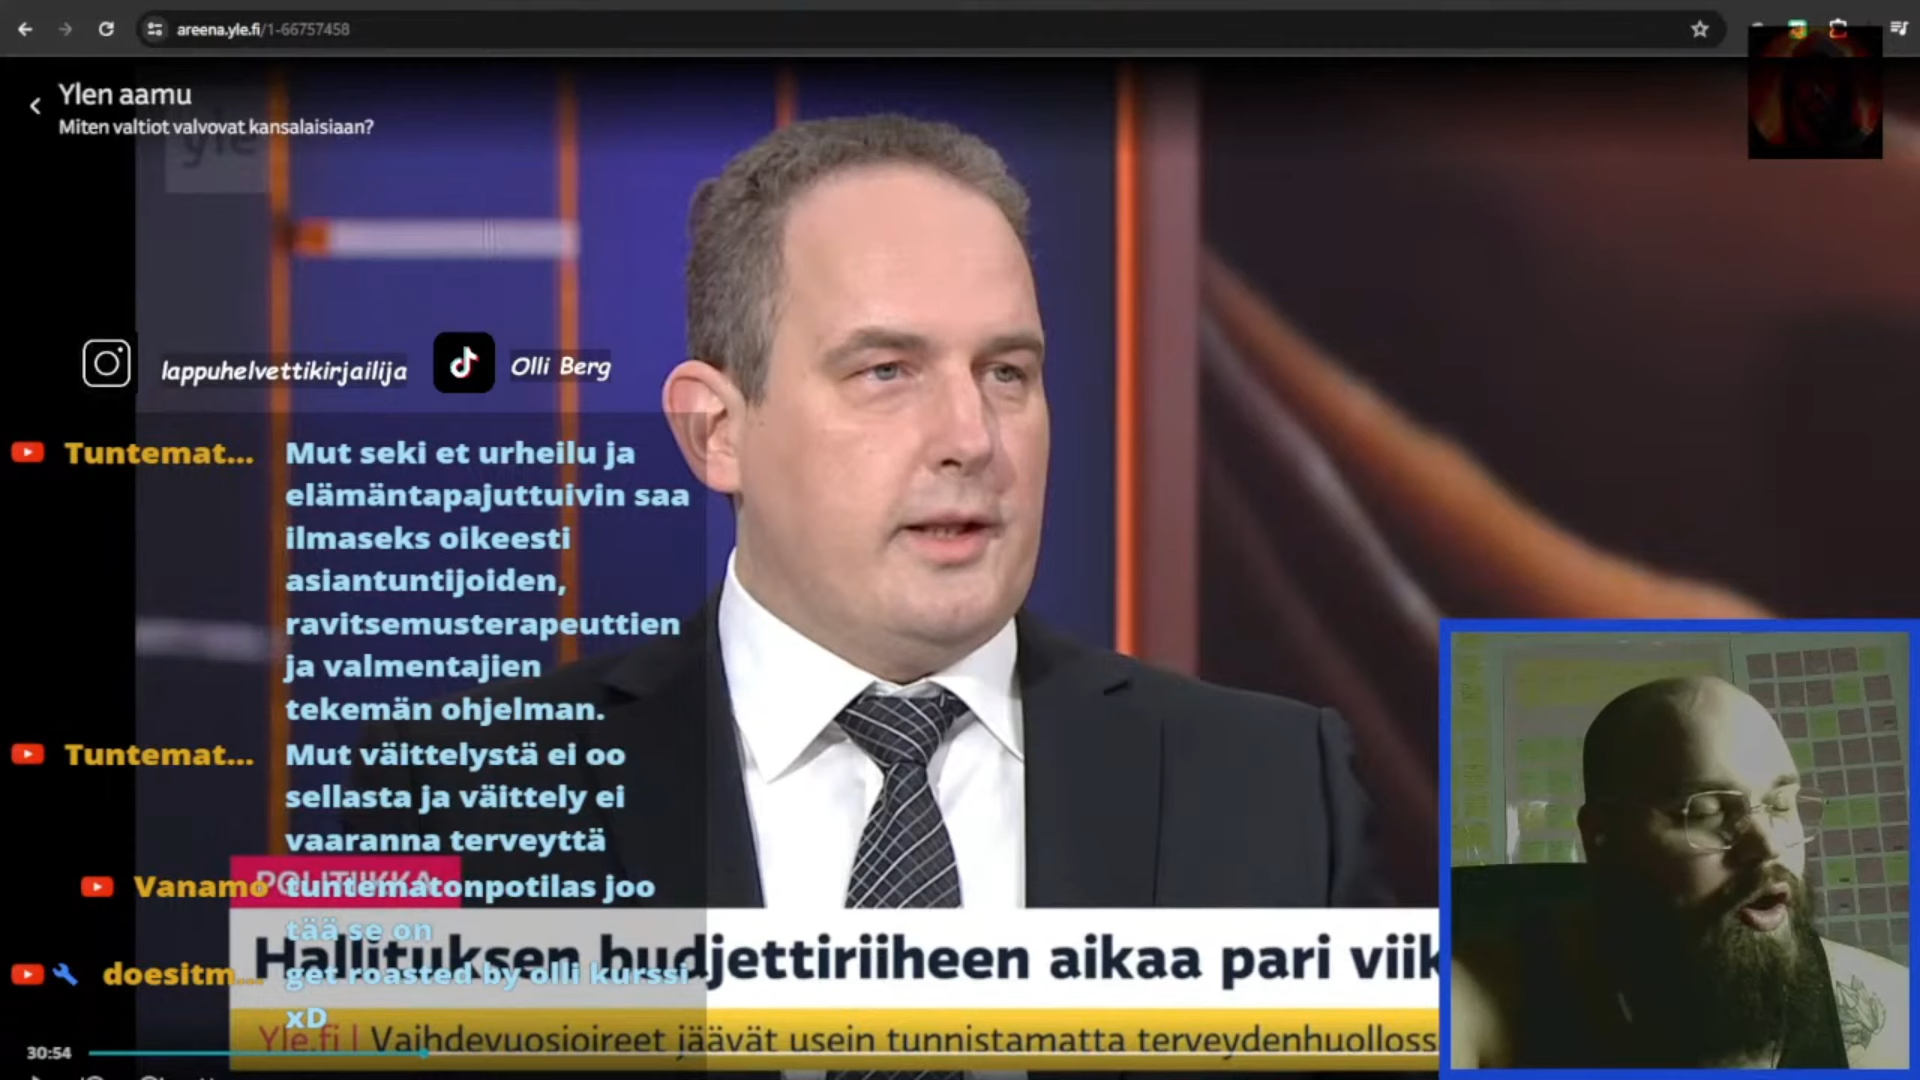 areena.yle.fi/1-66757458
Ylen aamu
Miten valtiot valvovat kansalaisiaan?
yle
lappuhelvettikirjailija
Olli Berg
Tuntemat...
Mut seki et urheilu ja
elämäntapajuttuivin saa
ilmaseks oikeesti
asiantuntijoiden,
ravitsemusterapeuttien
ja valmentajien
tekemän ohjelman.
Tuntemat...
Mut väittelystä ei oo
sellasta ja väittely ei
vaaranna terveyttä
POLITIIKKA
Vanamo
tuntematonpotilas joo
tää se on
doesitm...
get roasted by olli kurssi
xD
Hallituksen budjettiriiheen aikaa pari viik
Yle.fi | Vaihdevuosioireet jäävät usein tunnistamatta terveydenhuolloss
30:54